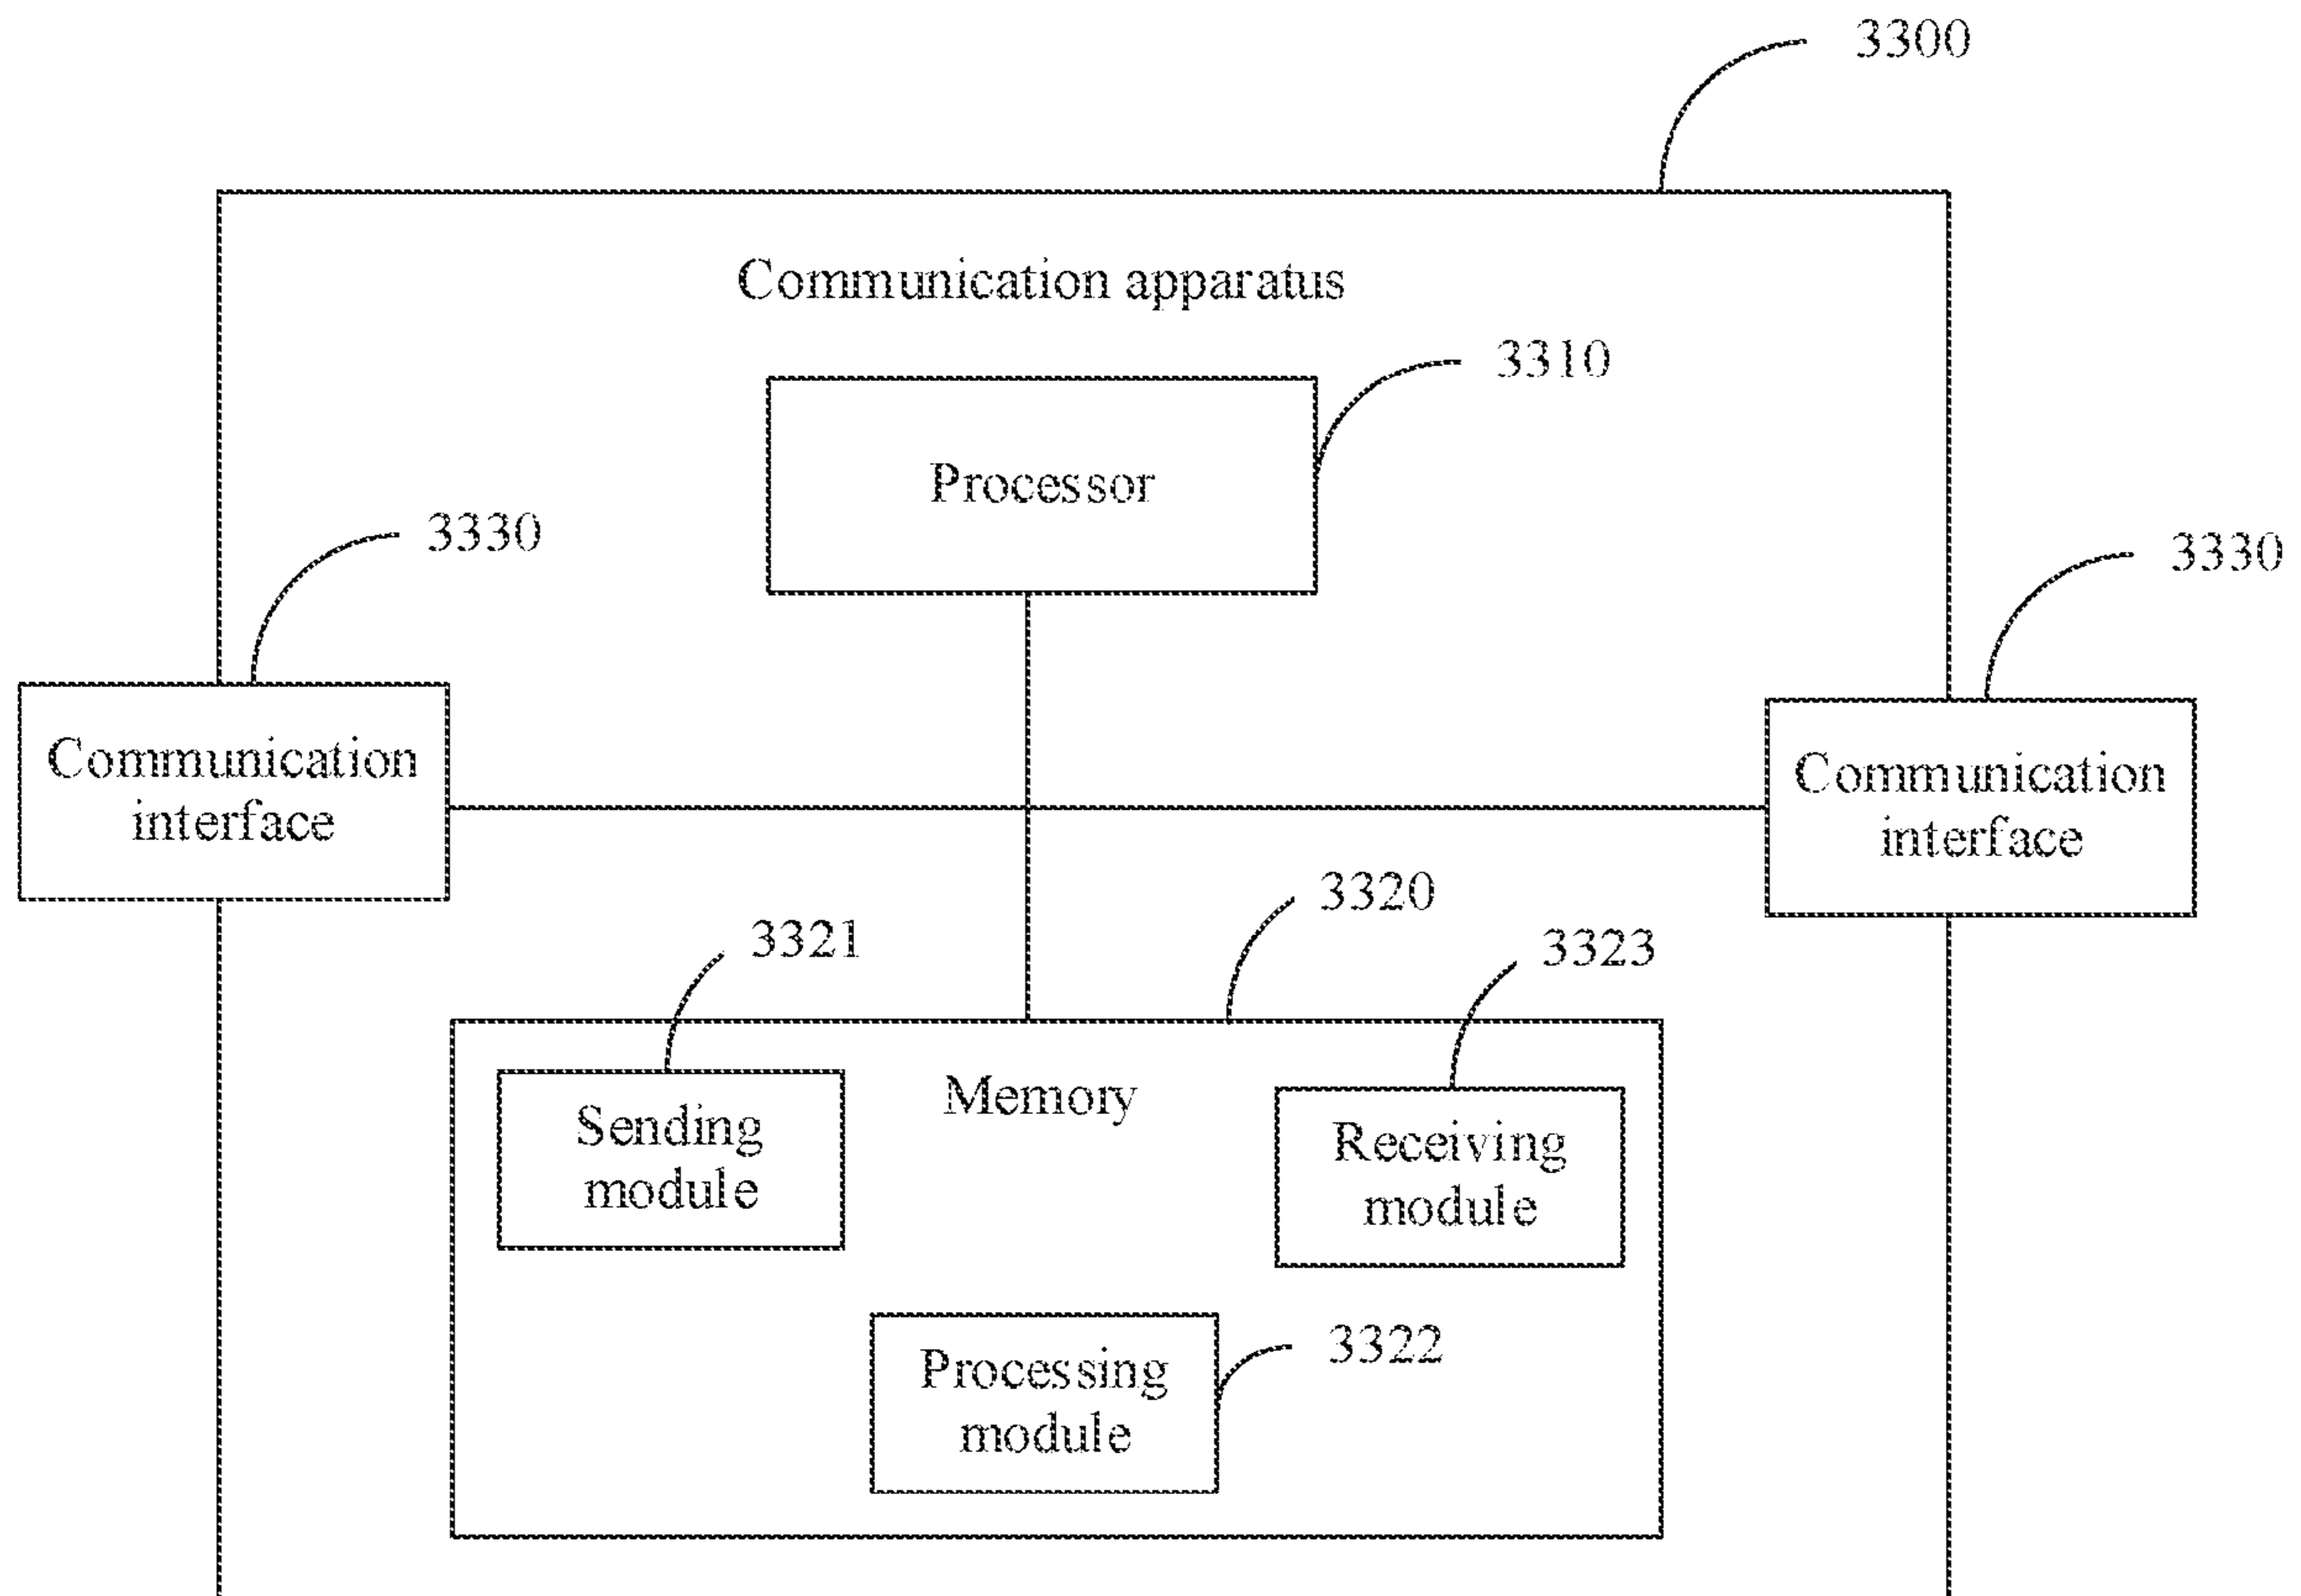 3300
Communication apparatus
3310
Processor
3330
3330
Communication
interface
Communication
interface
3320
3321
3323
Memory
Sending
module
Receiving
module
Processing
module
3322